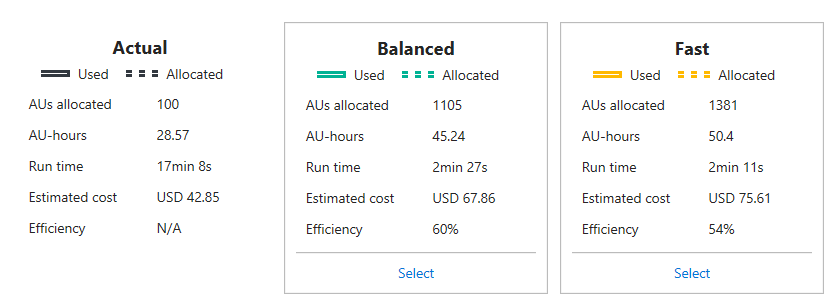 Actual
Used Allocated
AUs allocated 100
AU-hours 28.57
Run time 17min 8s
Estimated cost USD 42.85
Efficiency N/A
Balanced
Used Allocated
AUs allocated 1105
AU-hours 45.24
Run time 2min 27s
Estimated cost USD 67.86
Efficiency 60%
Select
Fast
Used Allocated
AUs allocated 1381
AU-hours 50.4
Run time 2min 11s
Estimated cost USD 75.61
Efficiency 54%
Select